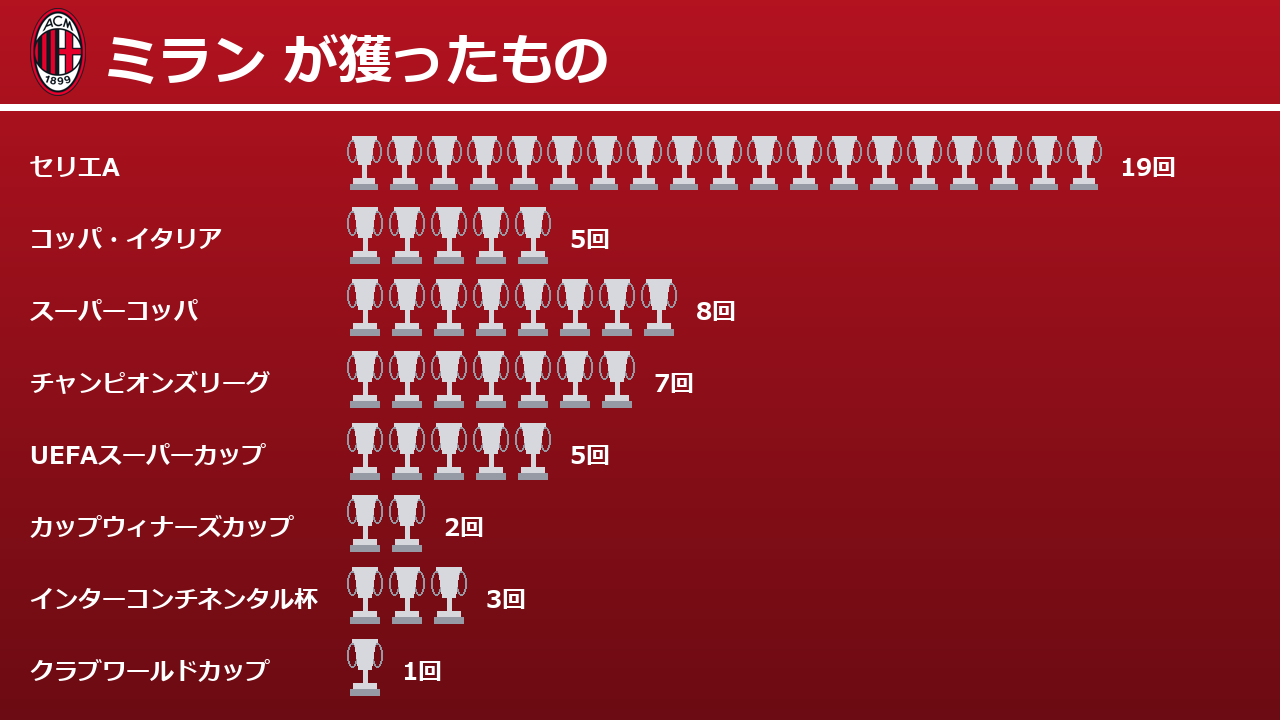 ACM
1899
ミラン が獲ったもの
セリエA 19回
コッパ・イタリア 5回
スーパーコッパ 8回
チャンピオンズリーグ 7回
UEFAスーパーカップ 5回
カップウィナーズカップ 2回
インターコンチネンタル杯 3回
クラブワールドカップ 1回